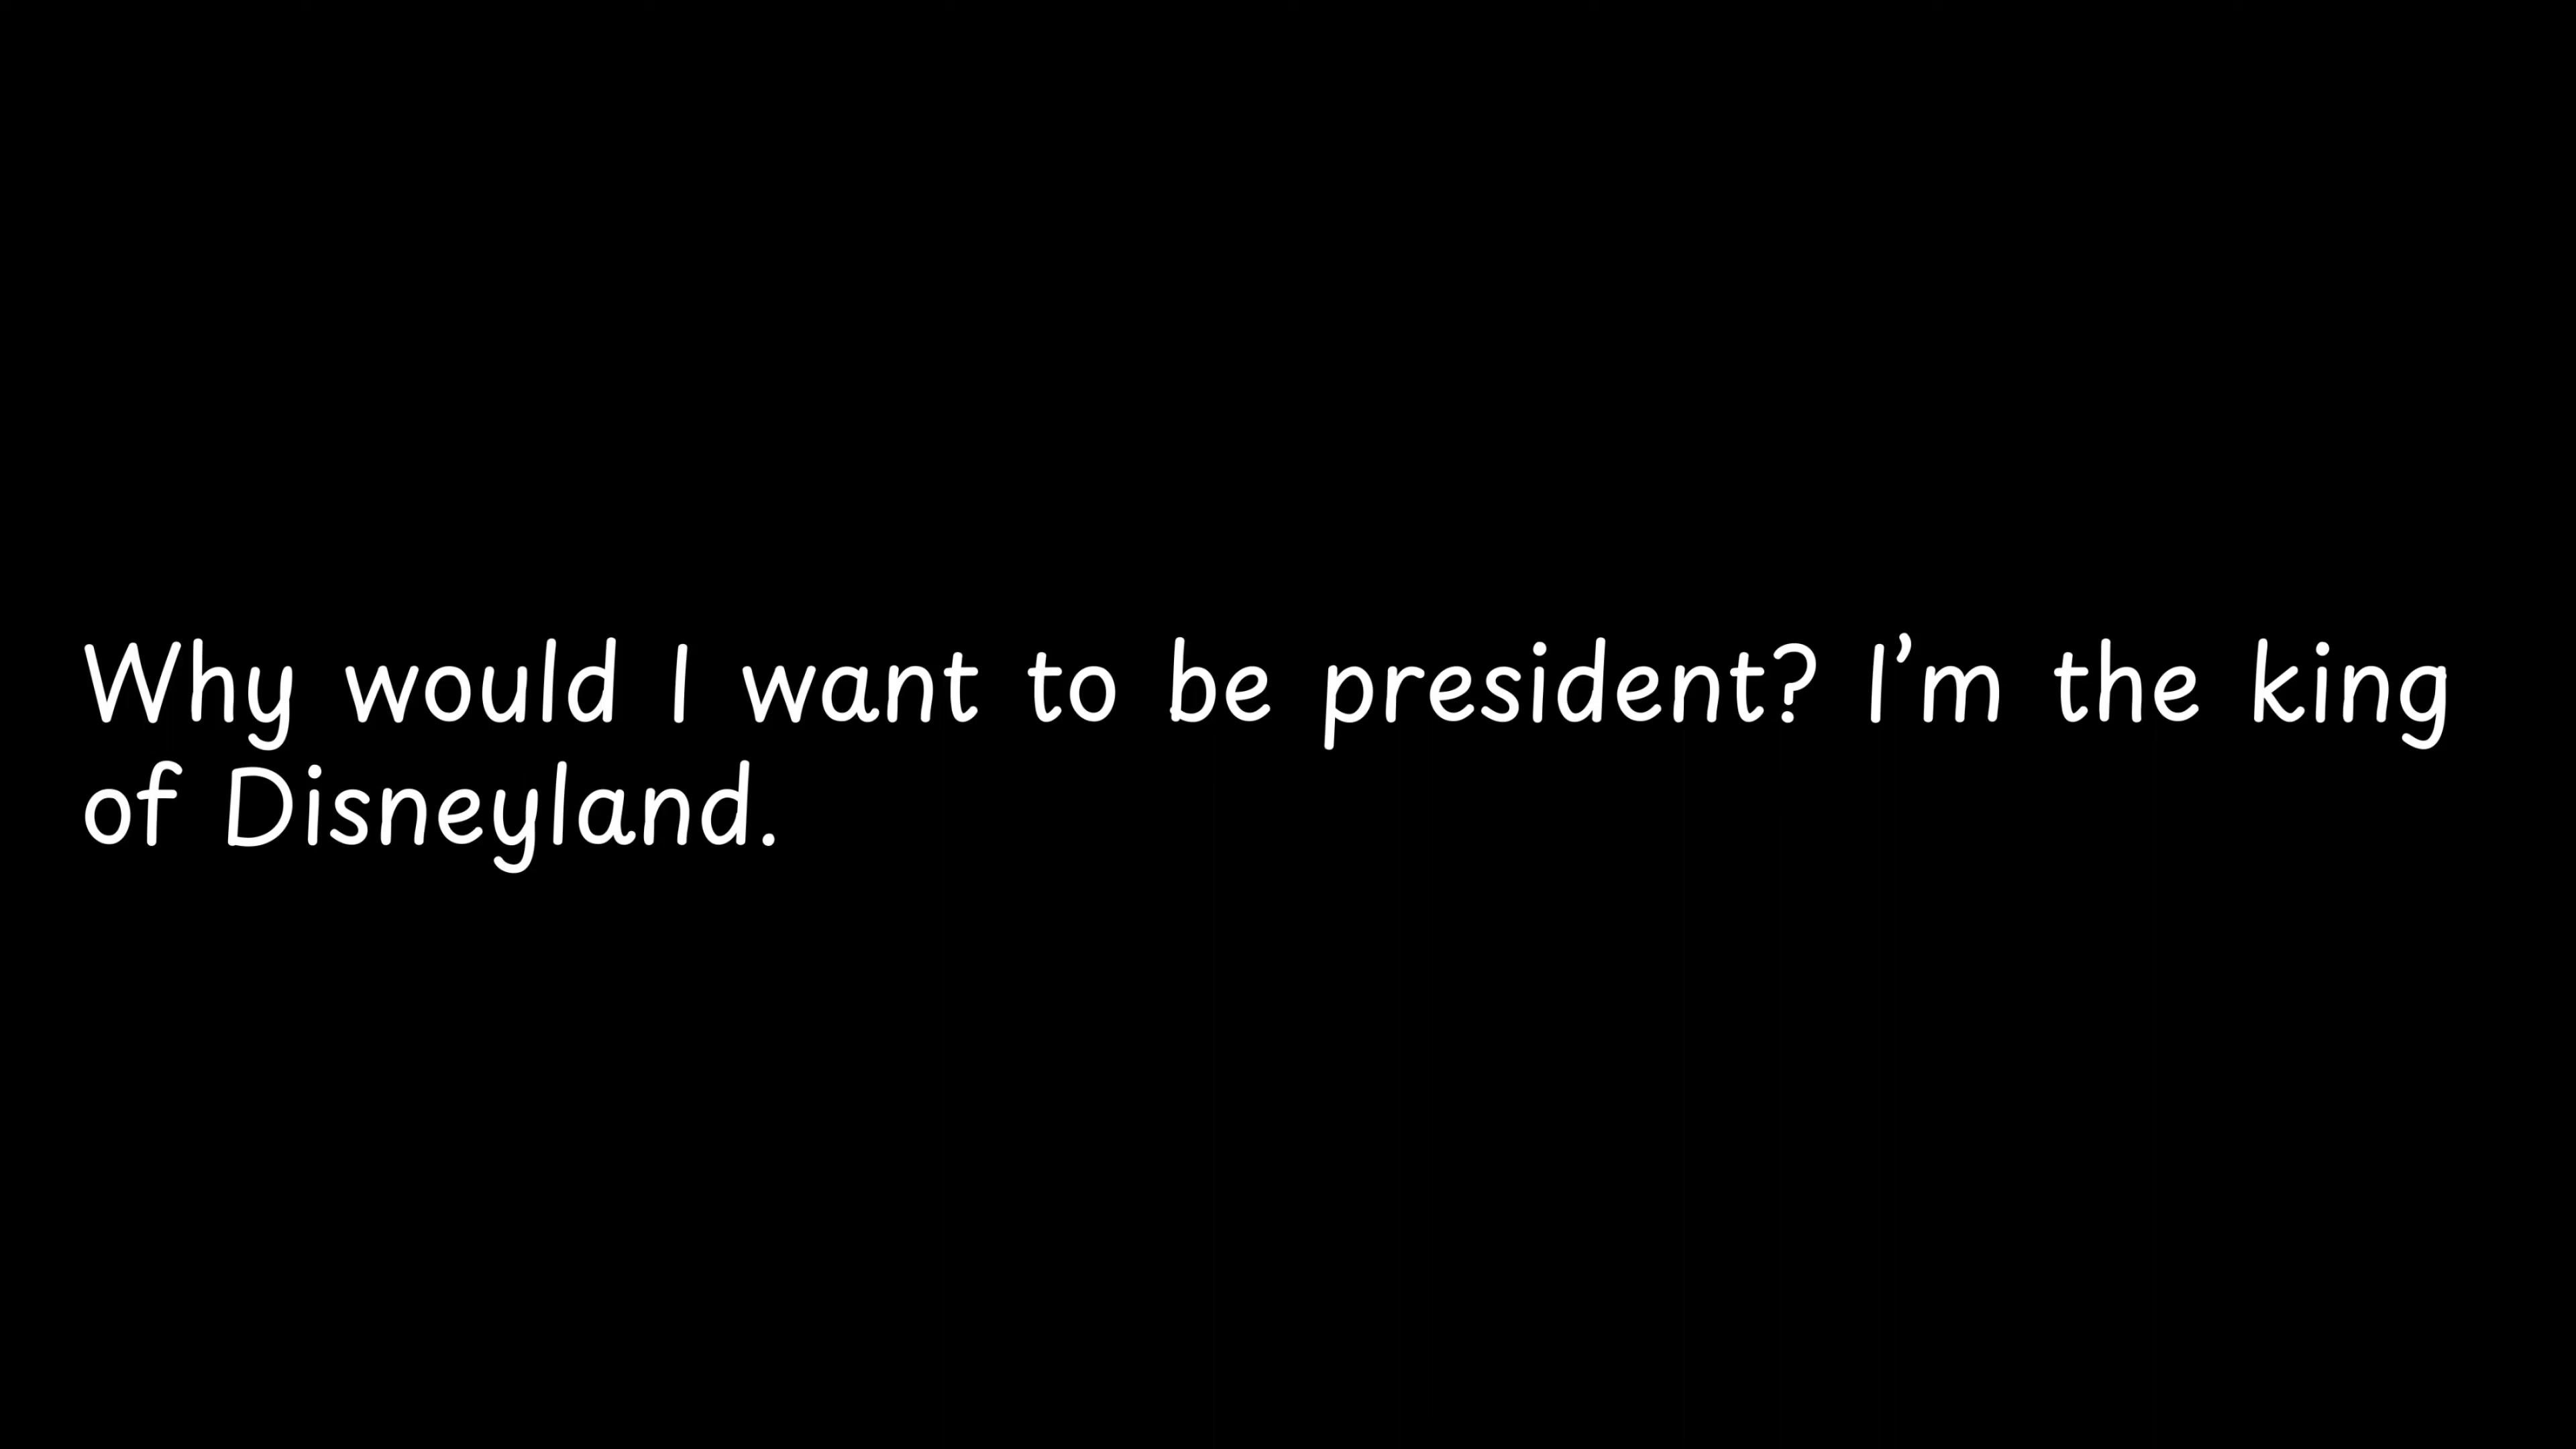 Why would I want to be president? I’m the king
of Disneyland.